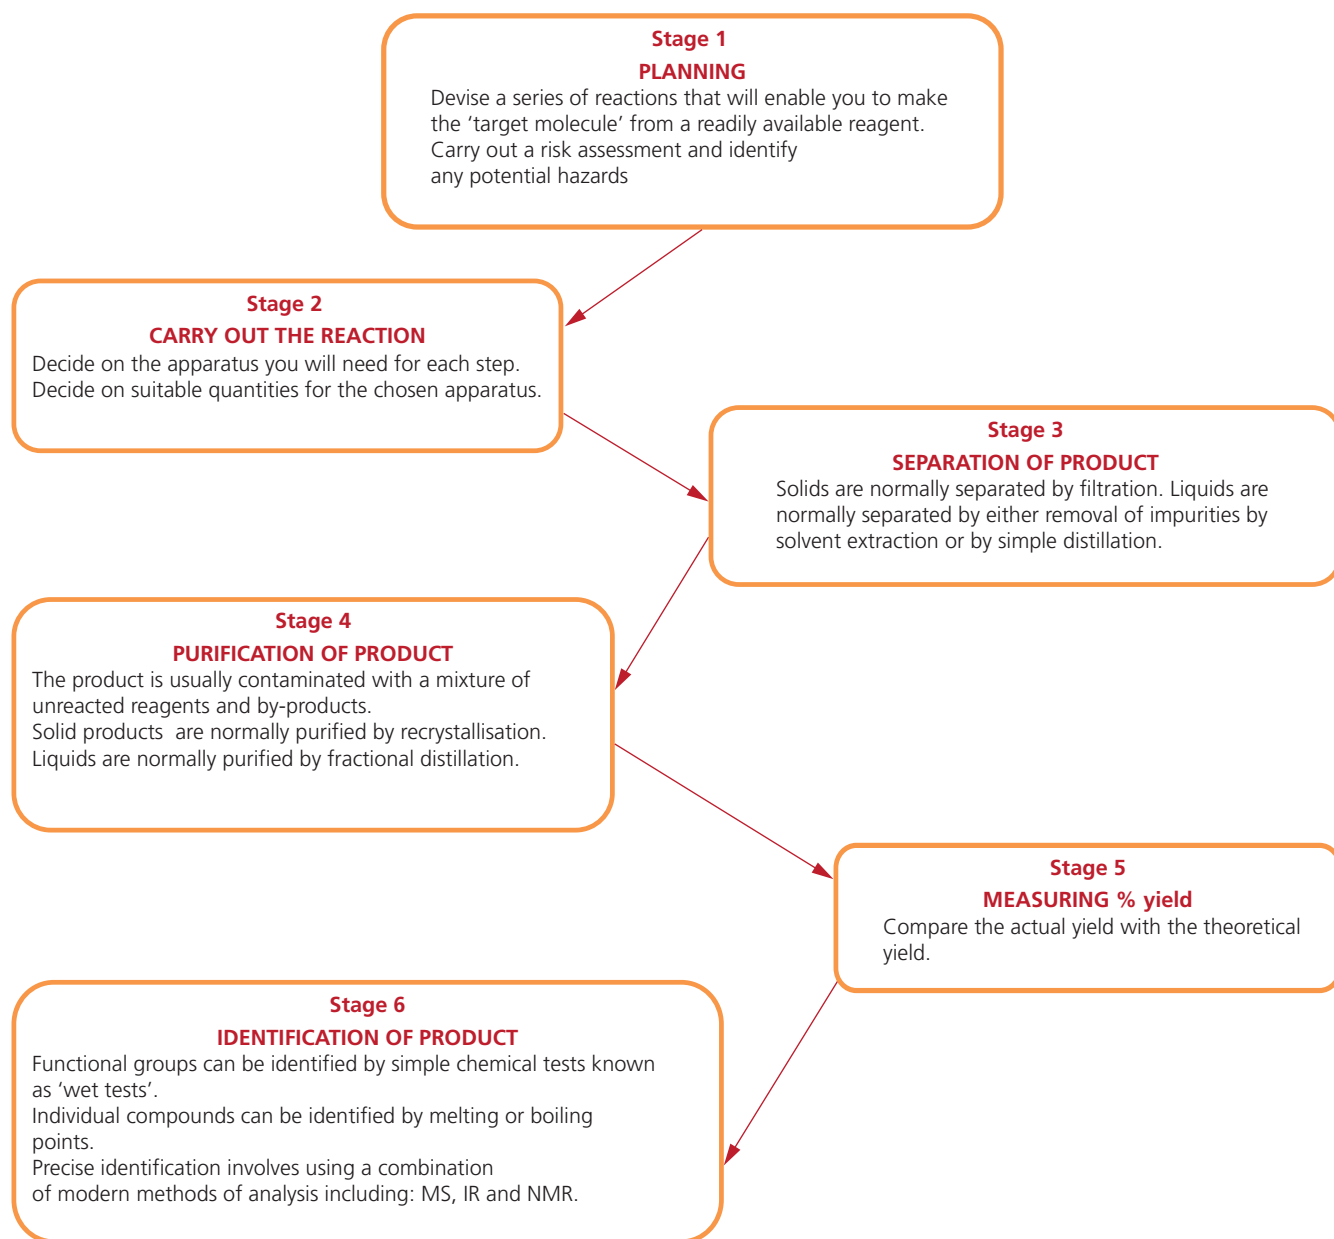 Stage 1
PLANNING
Devise a series of reactions that will enable you to make
the ‘target molecule’ from a readily available reagent.
Carry out a risk assessment and identify
any potential hazards
Stage 2
CARRY OUT THE REACTION
Decide on the apparatus you will need for each step.
Decide on suitable quantities for the chosen apparatus.
Stage 3
SEPARATION OF PRODUCT
Solids are normally separated by filtration. Liquids are
normally separated by either removal of impurities by
solvent extraction or by simple distillation.
Stage 4
PURIFICATION OF PRODUCT
The product is usually contaminated with a mixture of
unreacted reagents and by-products.
Solid products are normally purified by recrystallisation.
Liquids are normally purified by fractional distillation.
Stage 5
MEASURING % yield
Compare the actual yield with the theoretical
yield.
Stage 6
IDENTIFICATION OF PRODUCT
Functional groups can be identified by simple chemical tests known
as ‘wet tests’.
Individual compounds can be identified by melting or boiling
points.
Precise identification involves using a combination
of modern methods of analysis including: MS, IR and NMR.